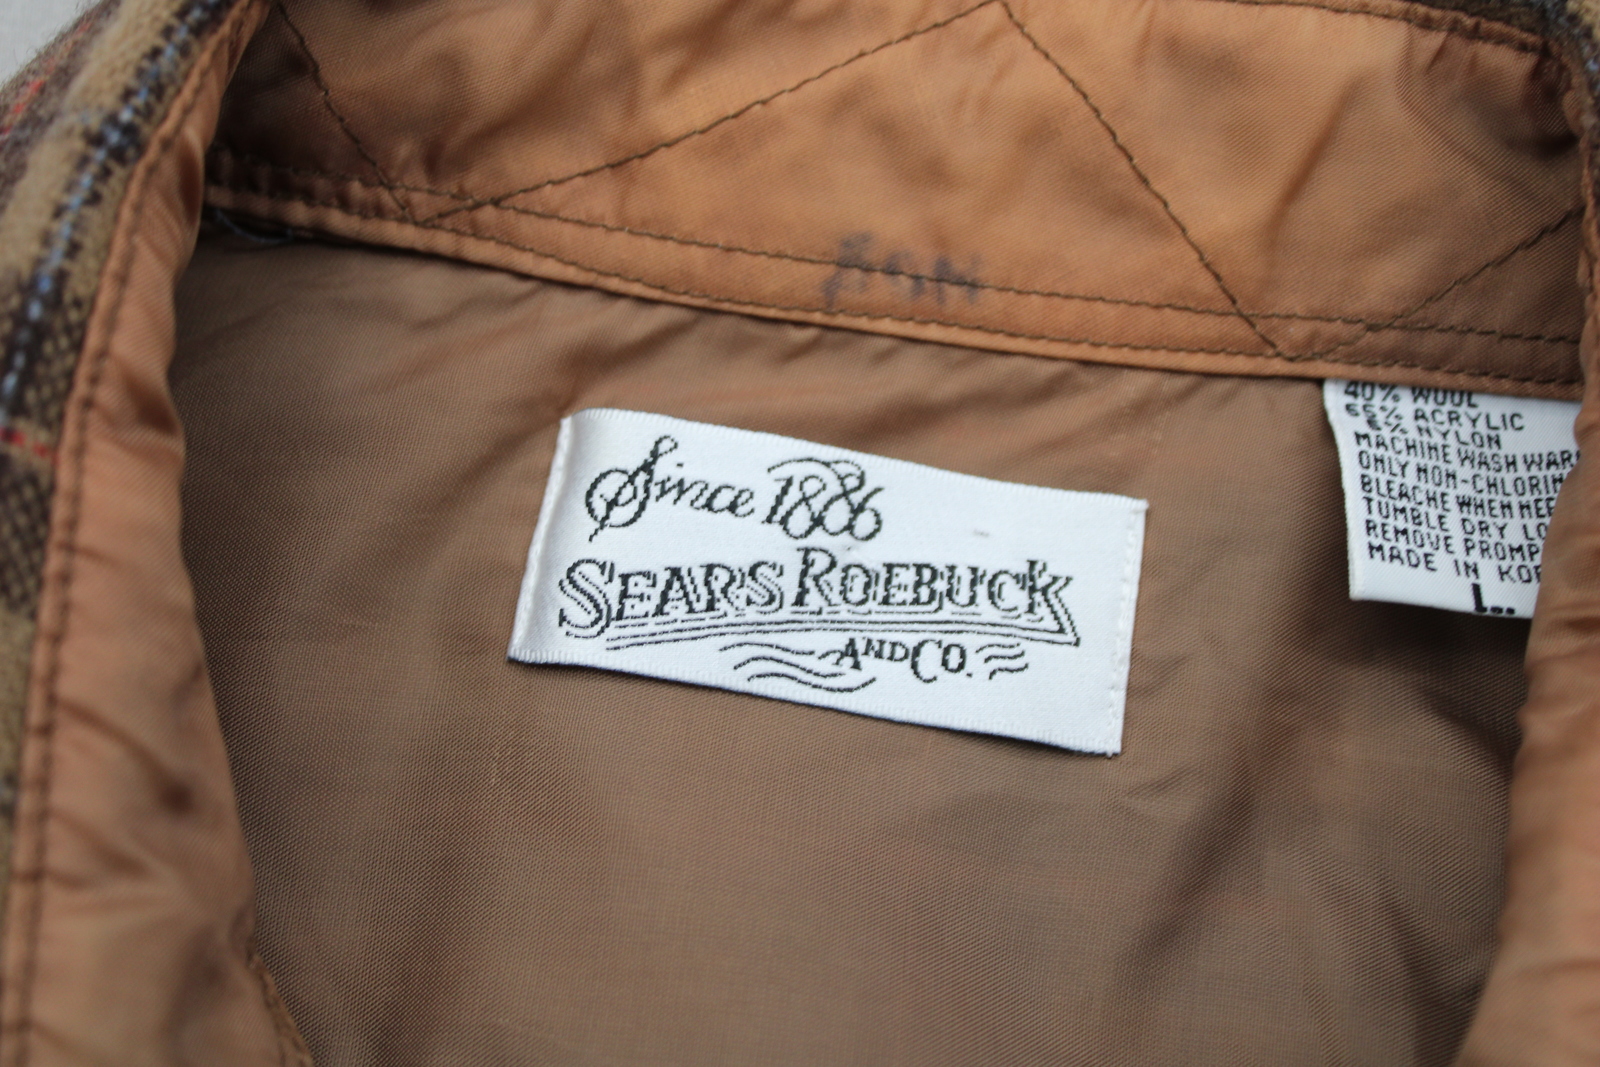 Since 1886
SEARS ROEBUCK
AND CO.
40% WOOL
55% ACRYLIC
5% NYLON
MACHINE WASH WAR
ONLY NON-CHLORIN
BLEACHE WHEN NEE
TUMBLE DRY LO
REMOVE PROMP
MADE IN KOR
L